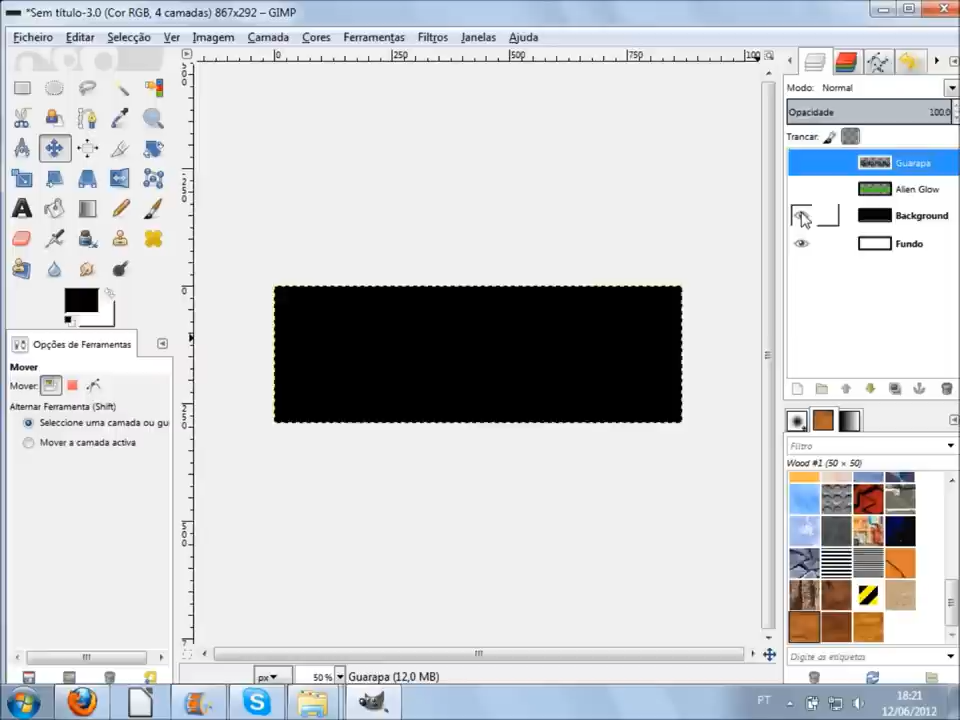 *Sem título-3.0 (Cor RGB, 4 camadas) 867x292 – GIMP
Ficheiro Editar Selecção Ver Imagem Camada Cores Ferramentas Filtros Janelas Ajuda
0 250 500 750 100
Modo: Normal
Opacidade 100.0
Trancar:
Guarapa
Alien Glow
Background
Fundo
Opções de Ferramentas
Mover
Mover:
Alternar Ferramenta (Shift)
Seleccione uma camada ou gu
Mover a camada activa
Filtro
Wood #1 (50 × 50)
Digite as etiquetas
px 50 % Guarapa (12,0 MB)
PT 18:21
12/06/2012